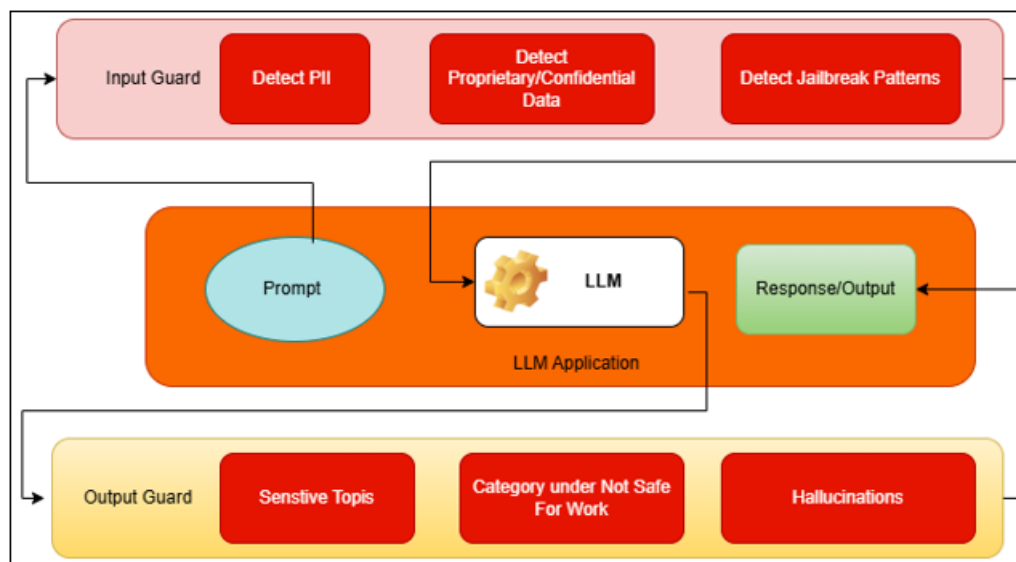 Input Guard
Detect PII
Detect
Proprietary/Confidential
Data
Detect Jailbreak Patterns
Prompt
LLM
Response/Output
LLM Application
Output Guard
Senstive Topis
Category under Not Safe
For Work
Hallucinations